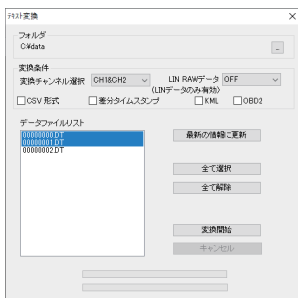 テキスト変換
フォルダ
C:¥data
...
変換条件
変換チャンネル選択 CH1&CH2 LIN RAWデータ OFF
(LINデータのみ有効)
CSV 形式 差分タイムスタンプ KML OBD2
データファイルリスト
00000000.DT
00000001.DT
00000002.DT
最新の情報に更新
全て選択
全て解除
変換開始
キャンセル